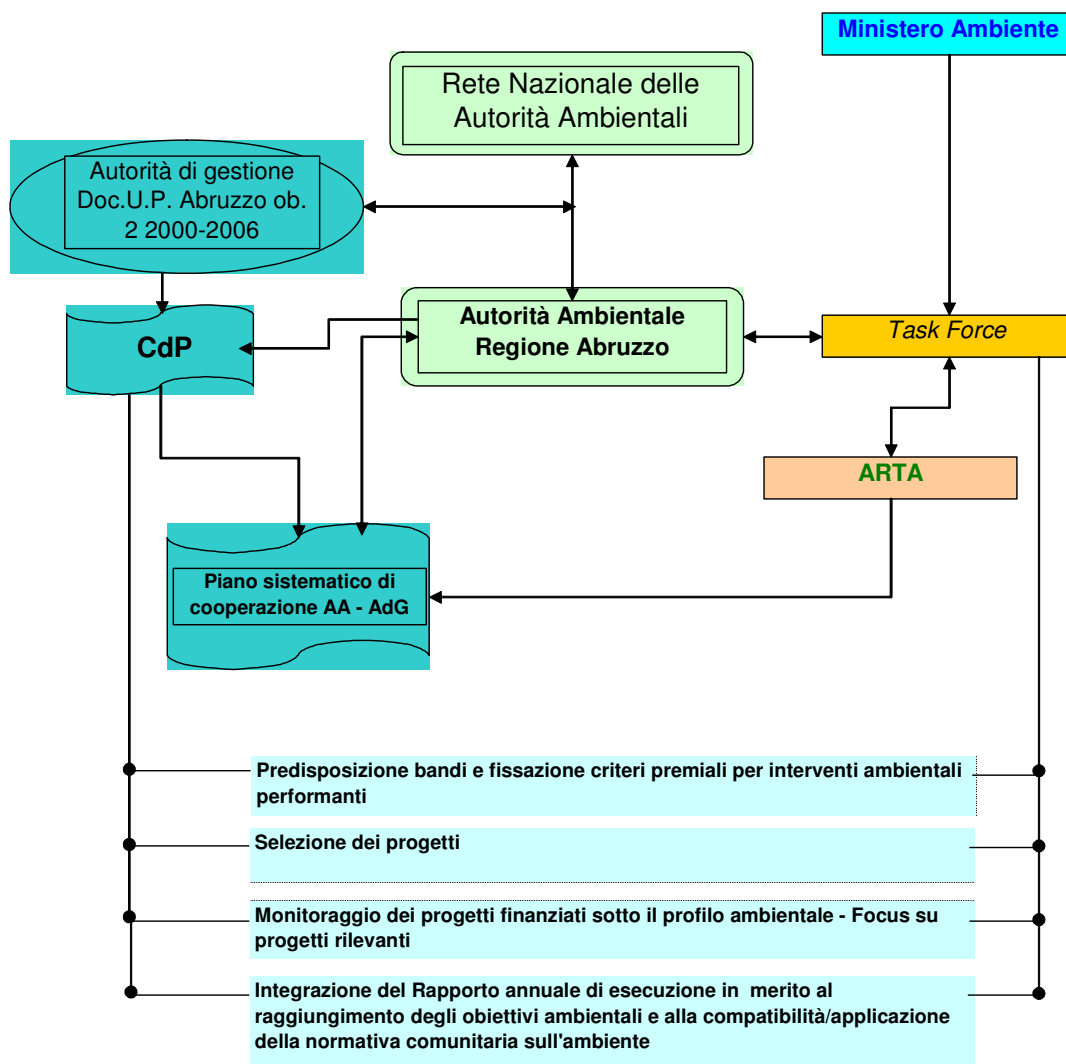 Ministero Ambiente
Rete Nazionale delle
Autorità Ambientali
Autorità di gestione
Doc.U.P. Abruzzo ob.
2 2000-2006
CdP
Autorità Ambientale
Regione Abruzzo
Task Force
ARTA
Piano sistematico di
cooperazione AA - AdG
Predisposizione bandi e fissazione criteri premiali per interventi ambientali
performanti
Selezione dei progetti
Monitoraggio dei progetti finanziati sotto il profilo ambientale - Focus su
progetti rilevanti
Integrazione del Rapporto annuale di esecuzione in merito al
raggiungimento degli obiettivi ambientali e alla compatibilità/applicazione
della normativa comunitaria sull'ambiente